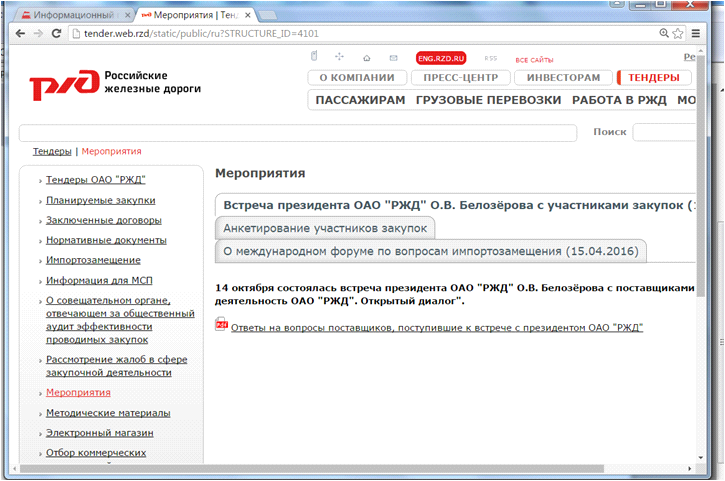 Информационный
Мероприятия | Тенд
tender.web.rzd/static/public/ru?STRUCTURE_ID=4101
Российские
железные дороги
ENG.RZD.RU
RSS
ВСЕ САЙТЫ
Ре
О КОМПАНИИ
ПРЕСС-ЦЕНТР
ИНВЕСТОРАМ
ТЕНДЕРЫ
ПАССАЖИРАМ ГРУЗОВЫЕ ПЕРЕВОЗКИ РАБОТА В РЖД МО
Поиск
Тендеры | Мероприятия
Тендеры ОАО "РЖД"
Планируемые закупки
Заключенные договоры
Нормативные документы
Импортозамещение
Информация для МСП
О совещательном органе,
отвечающем за общественный
аудит эффективности
проводимых закупок
Рассмотрение жалоб в сфере
закупочной деятельности
Мероприятия
Методические материалы
Электронный магазин
Отбор коммерческих
Мероприятия
Встреча президента ОАО "РЖД" О.В. Белозёрова с участниками закупок (
Анкетирование участников закупок
О международном форуме по вопросам импортозамещения (15.04.2016)
14 октября состоялась встреча президента ОАО "РЖД" О.В. Белозёрова с поставщиками
деятельность ОАО "РЖД". Открытый диалог".
Ответы на вопросы поставщиков, поступившие к встрече с президентом ОАО "РЖД"